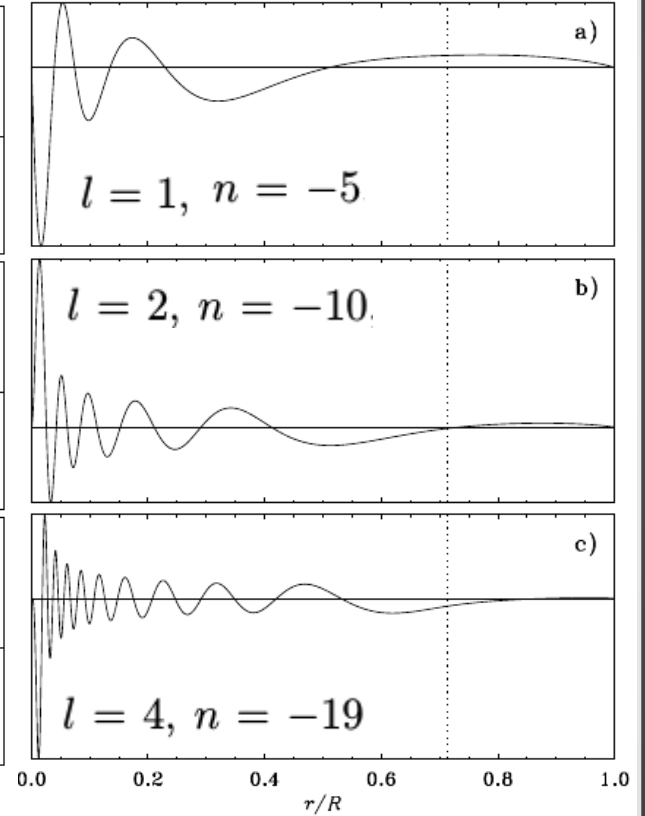 a)
l = 1, n = −5
b)
l = 2, n = −10
c)
l = 4, n = −19
0.0 0.2 0.4 0.6 0.8 1.0
r/R